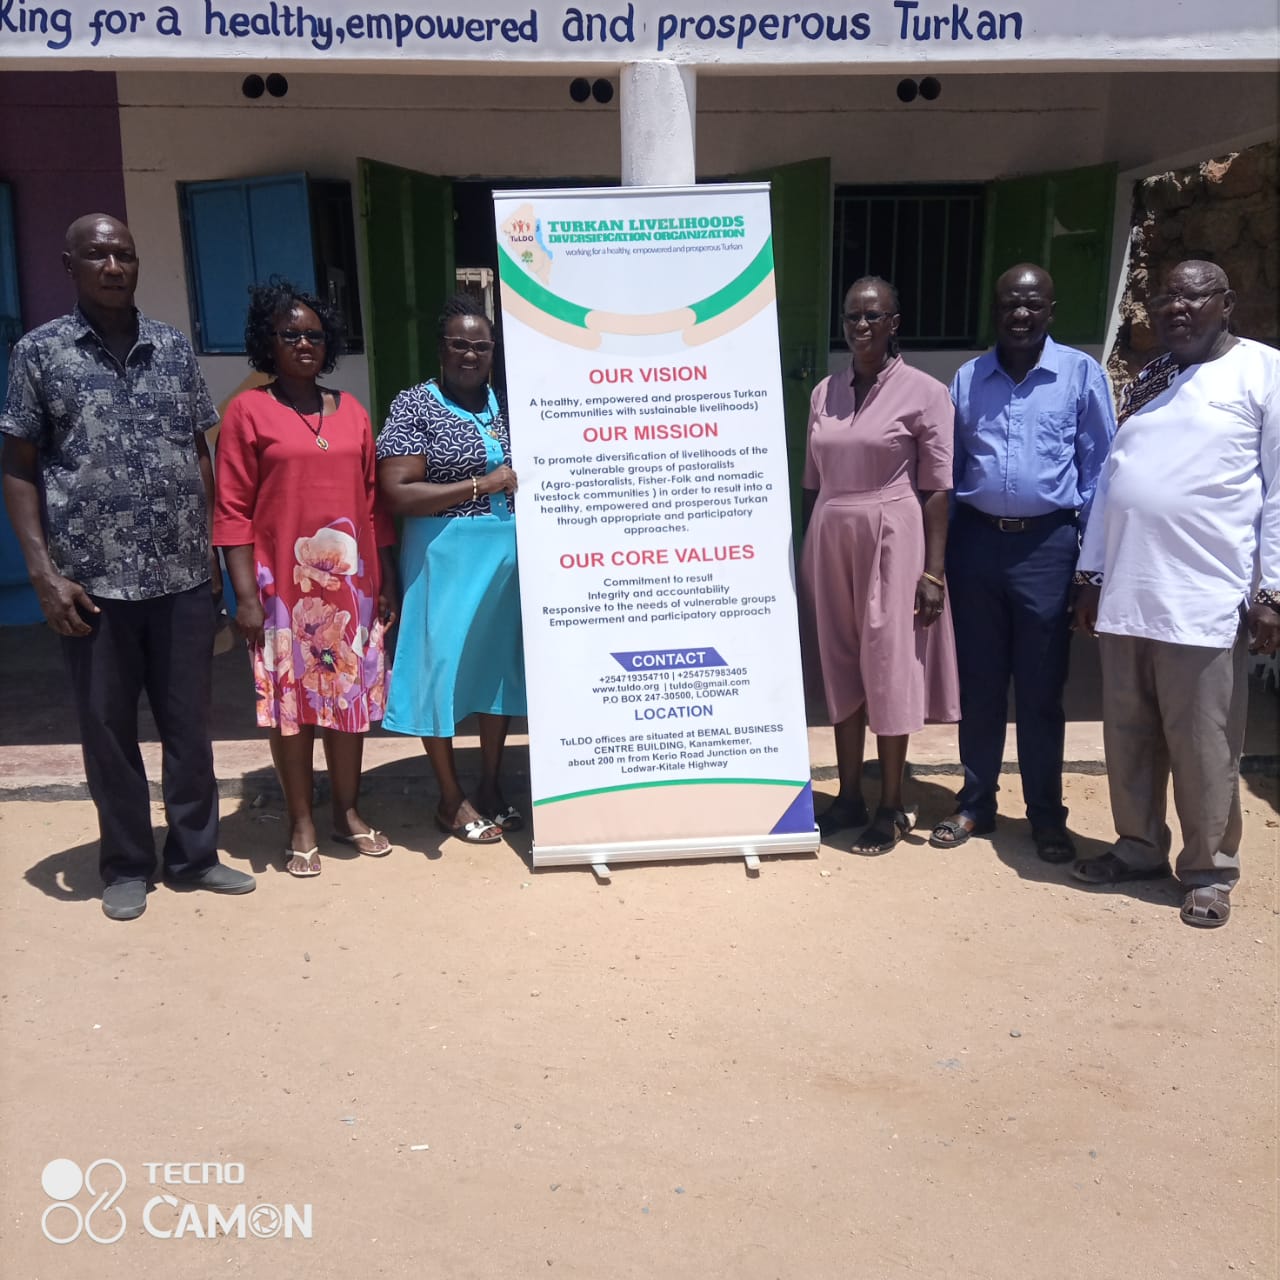 king for a healthy,empowered and prosperous Turkan
TuLDO
TURKAN LIVELIHOODS
DIVERSIFICATION ORGANIZATION
working for a healthy, empowered and prosperous Turkan
OUR VISION
A healthy, empowered and prosperous Turkan
(Communities with sustainable livelihoods)
OUR MISSION
To promote diversification of livelihoods of the
vulnerable groups of pastoralists
(Agro-pastoralists, Fisher-Folk and nomadic
livestock communities ) in order to result into a
healthy, empowered and prosperous Turkan
through appropriate and participatory
approaches.
OUR CORE VALUES
Commitment to result
Integrity and accountability
Responsive to the needs of vulnerable groups
Empowerment and participatory approach
CONTACT
+254719354710 | +254757983405
www.tuldo.org | tuldo@gmail.com
P.O BOX 247-30500, LODWAR
LOCATION
TuLDO offices are situated at BEMAL BUSINESS
CENTRE BUILDING, Kanamkemer,
about 200 m from Kerio Road Junction on the
Lodwar-Kitale Highway
TECNO
CAMON